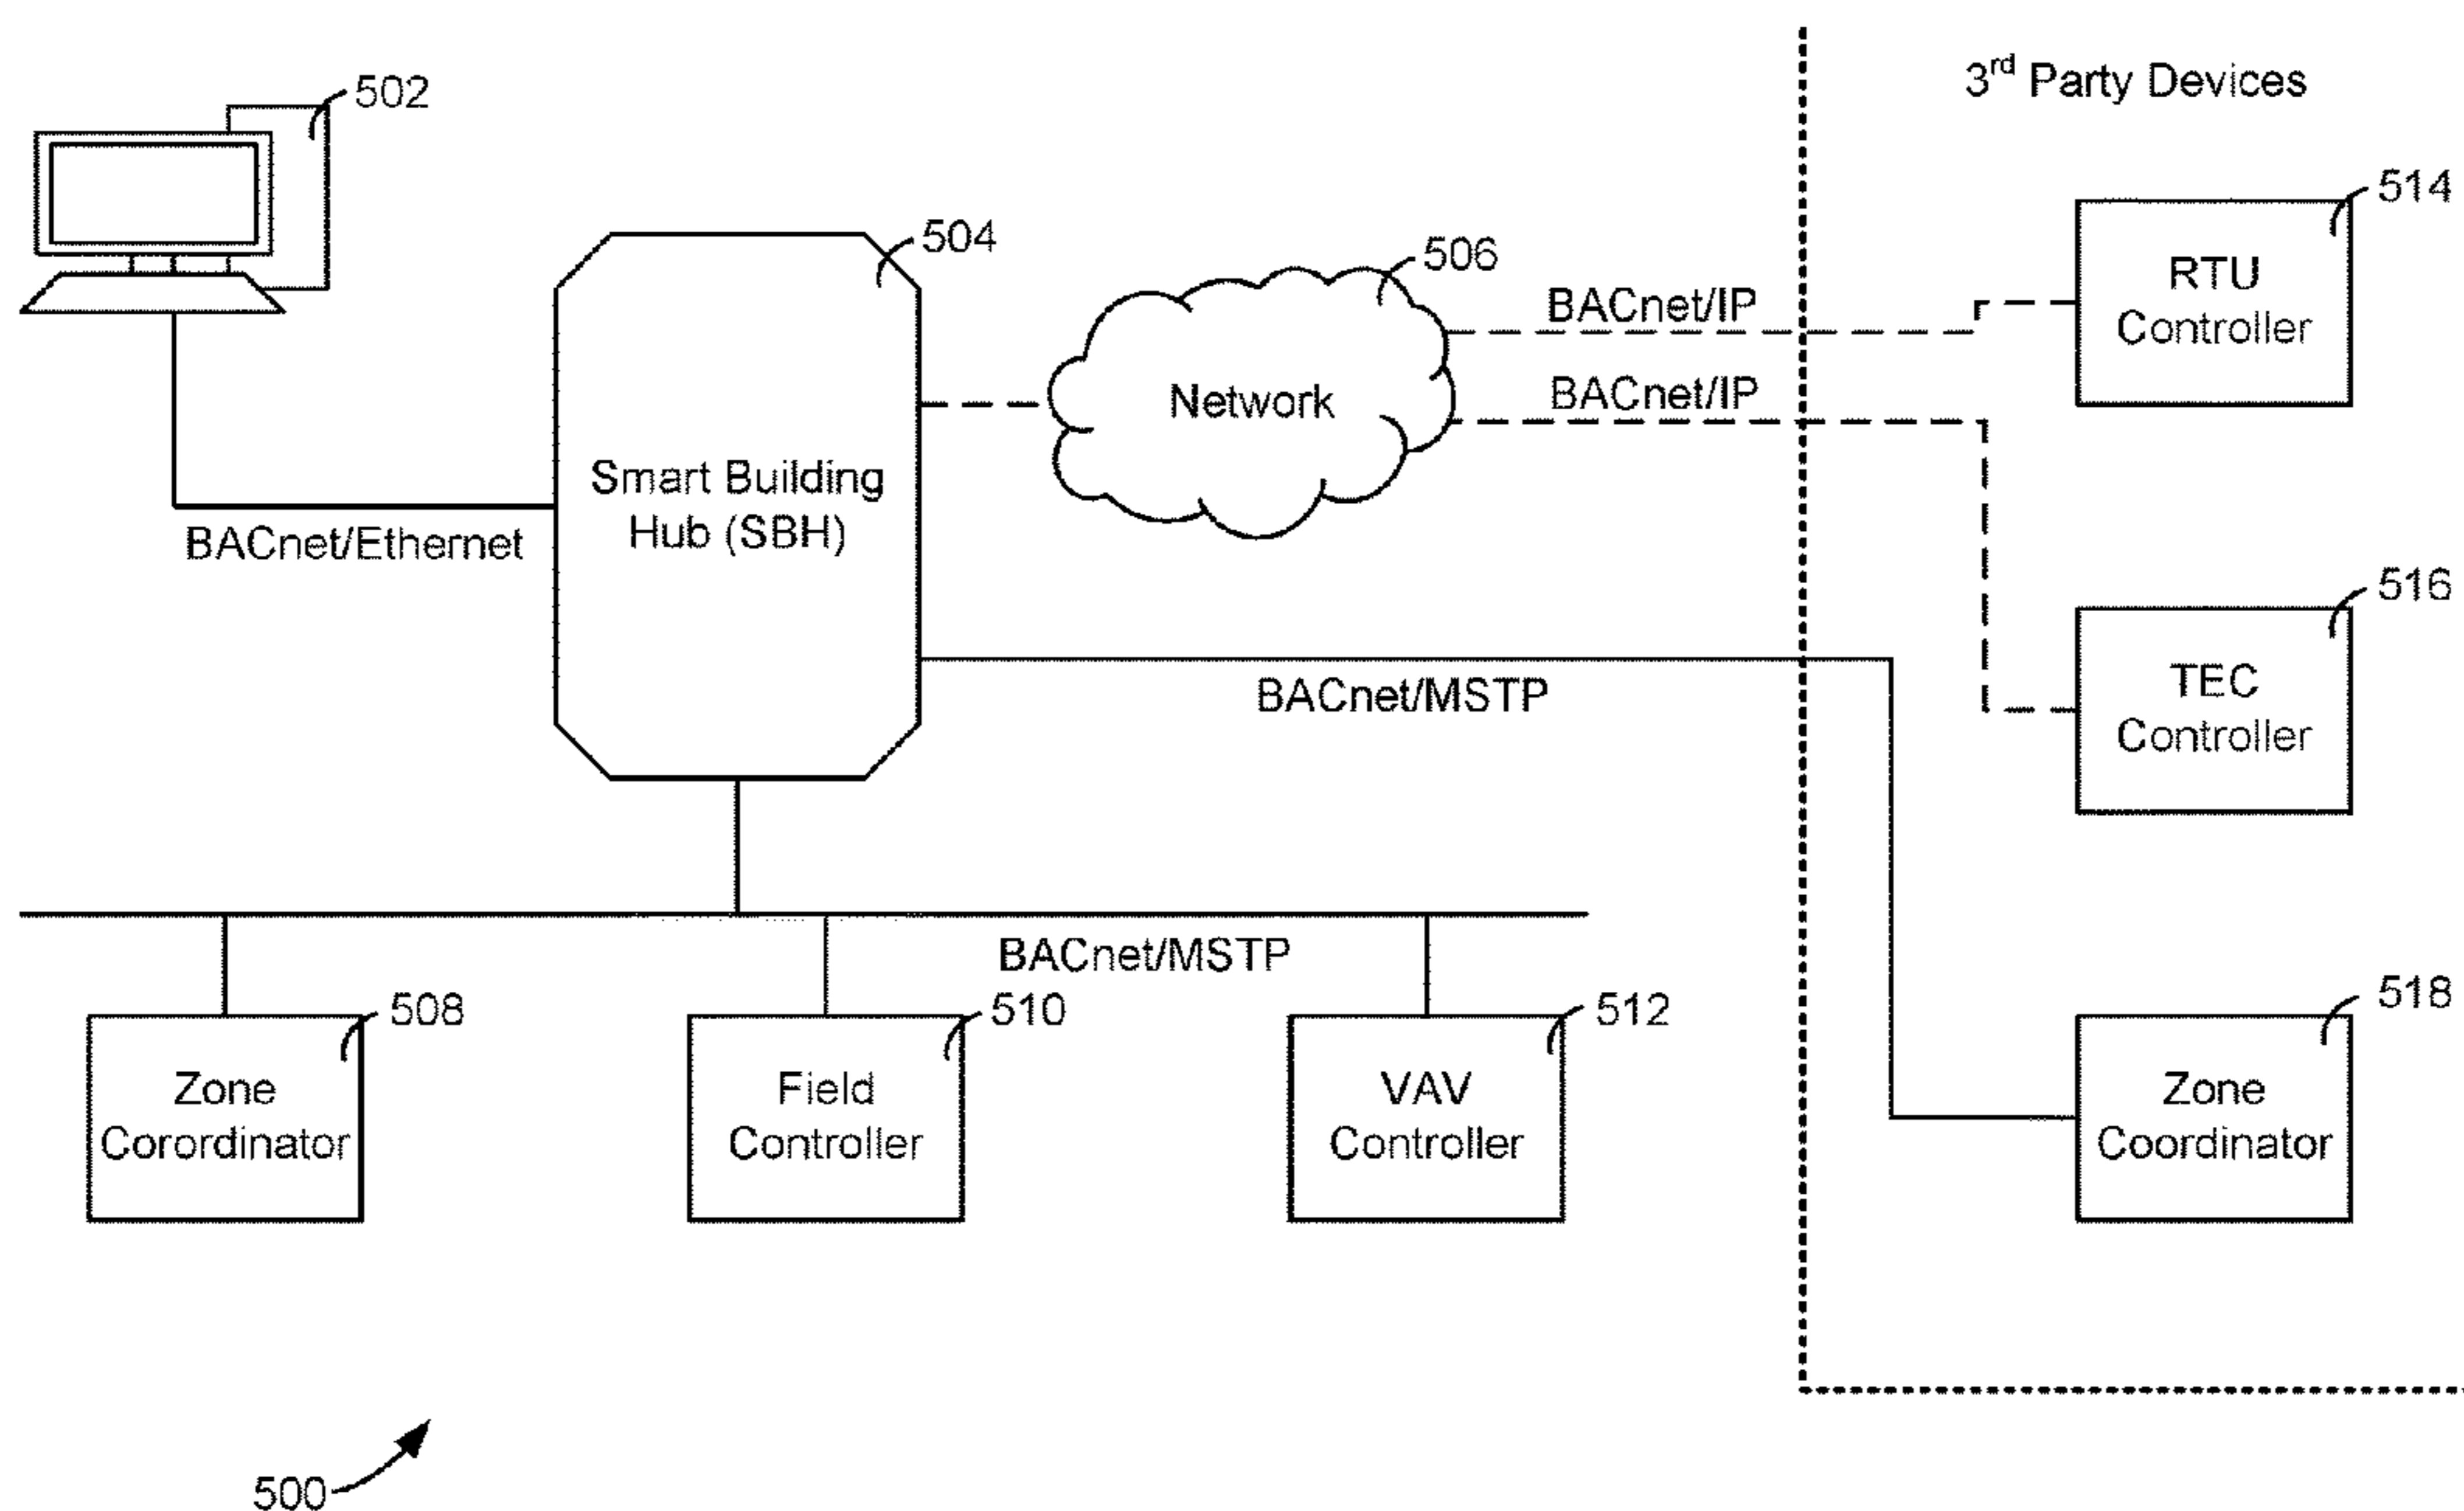 502
3rd Party Devices
514
RTU
Controller
504
506
BACnet/IP
BACnet/IP
Network
Smart Building
Hub (SBH)
BACnet/Ethernet
516
TEC
Controller
BACnet/MSTP
BACnet/MSTP
508
Zone
Corordinator
510
Field
Controller
512
VAV
Controller
518
Zone
Coordinator
500